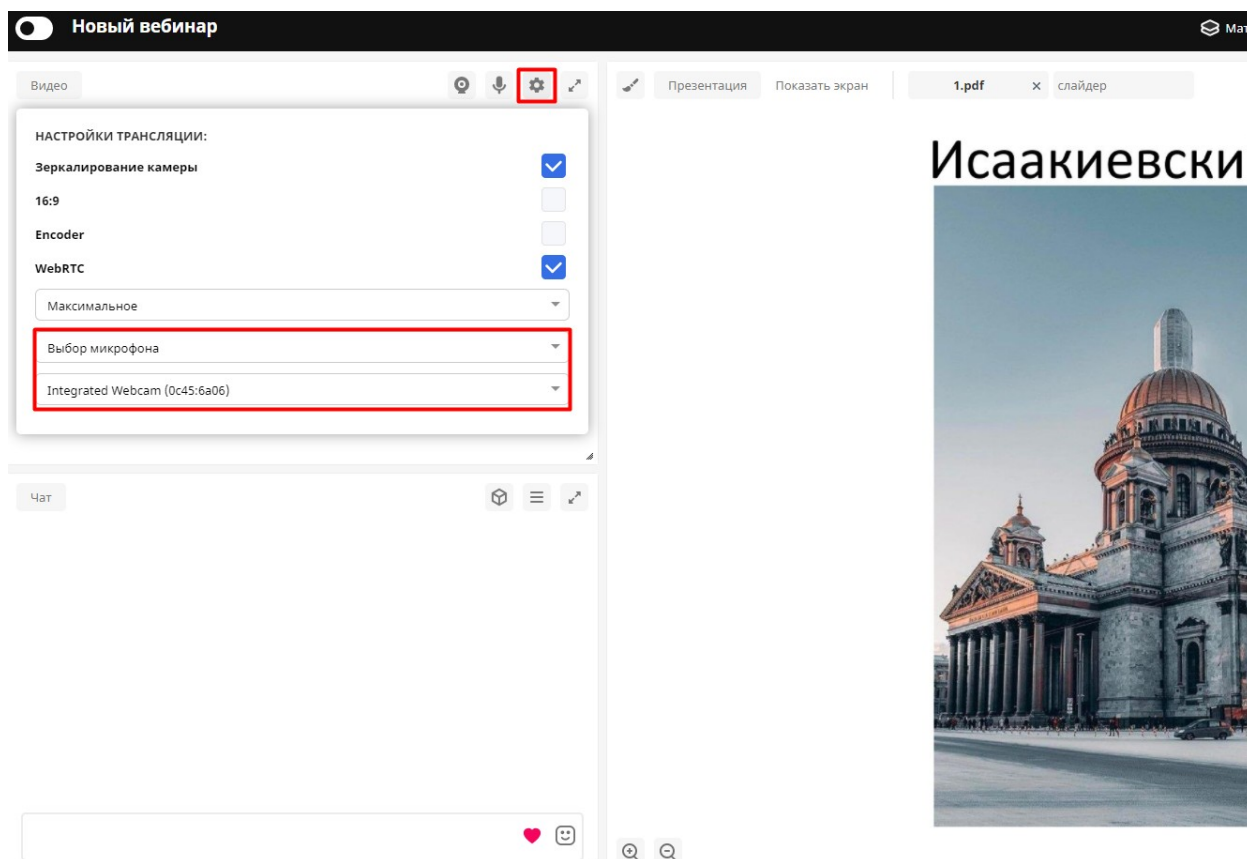 Новый вебинар
Мат
Видео
НАСТРОЙКИ ТРАНСЛЯЦИИ:
Зеркалирование камеры
16:9
Encoder
WebRTC
Максимальное
Выбор микрофона
Integrated Webcam (0c45:6a06)
Чат
Презентация Показать экран 1.pdf × слайдер
Исаакиевски